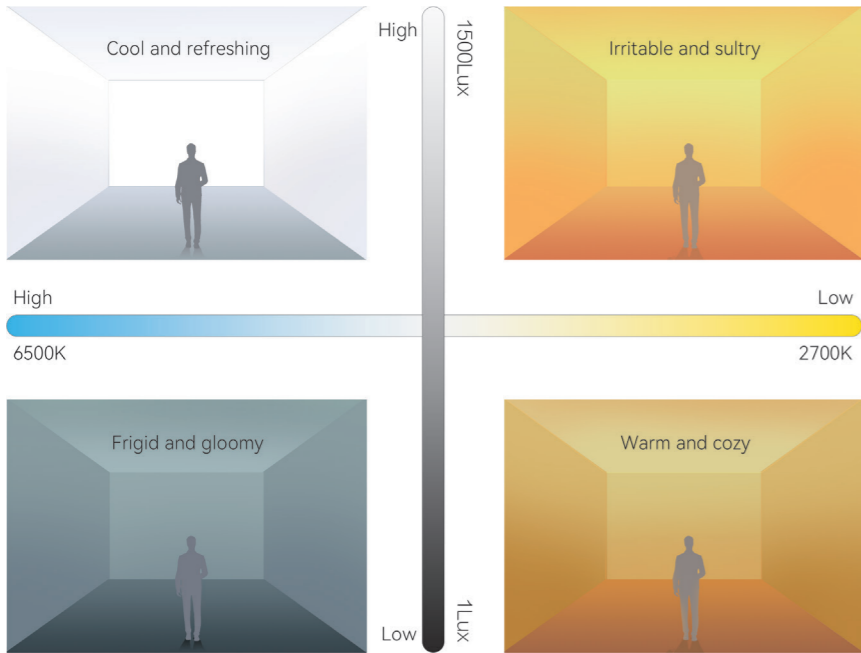 Cool and refreshing
High
1500Lux
Irritable and sultry
High
Low
6500K
2700K
Frigid and gloomy
Warm and cozy
Low
1Lux